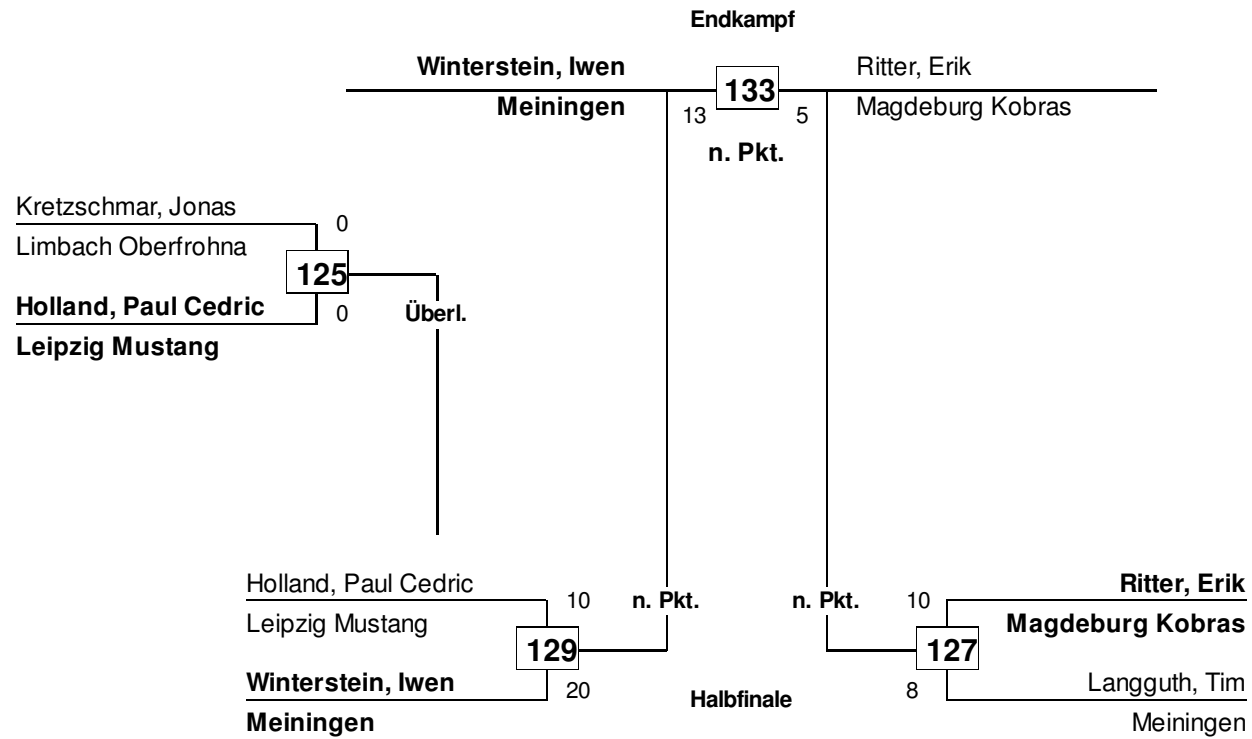 Endkampf
Winterstein, Iwen
Meiningen
13
133
5
Ritter, Erik
Magdeburg Kobras
n. Pkt.
Kretzschmar, Jonas
0
Limbach Oberfrohna
125
Holland, Paul Cedric
0
Überl.
Leipzig Mustang
Holland, Paul Cedric
10
n. Pkt.
Leipzig Mustang
129
Winterstein, Iwen
20
Meiningen
Halbfinale
n. Pkt.
10
Ritter, Erik
Magdeburg Kobras
127
8
Langguth, Tim
Meiningen